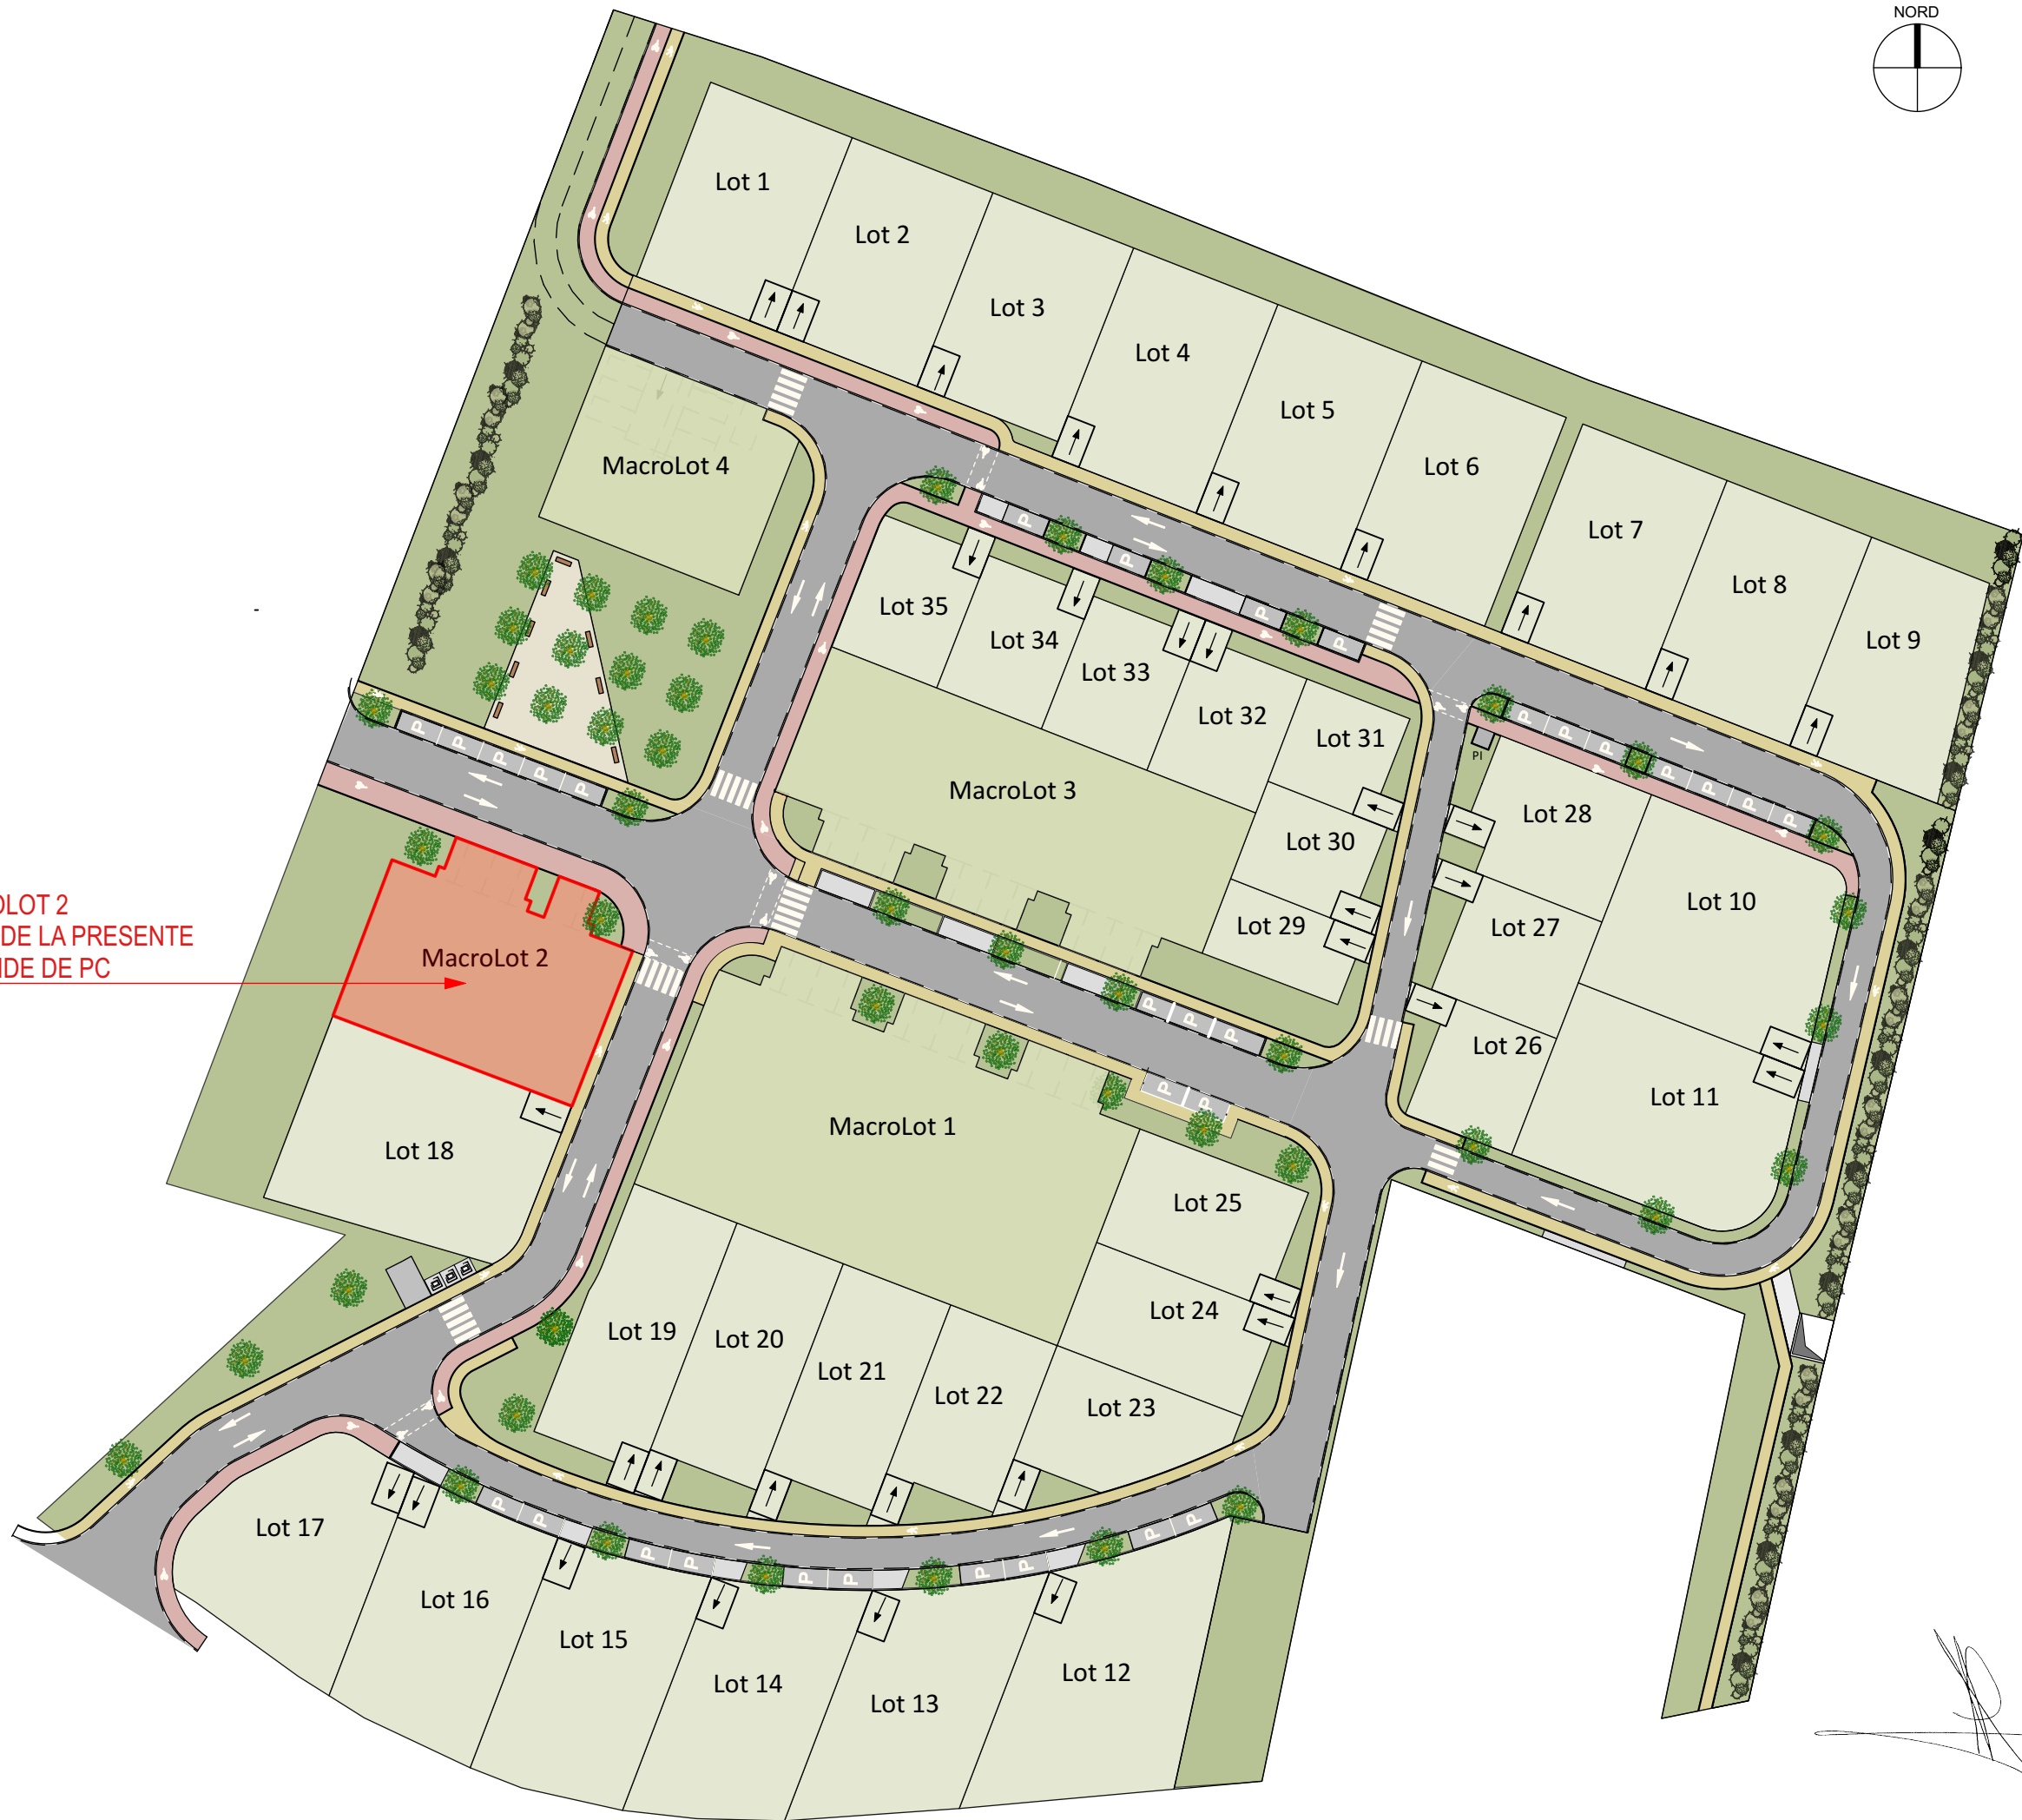 NORD
Lot 1
Lot 2
Lot 3
Lot 4
Lot 5
Lot 6
Lot 7
Lot 8
Lot 9
MacroLot 4
P
P
P
P
Lot 35
Lot 34
Lot 33
Lot 32
Lot 31
Lot 30
Lot 29
MacroLot 3
P
P
P
P
P
P
P
P
PI
Lot 28
Lot 27
Lot 26
Lot 10
Lot 11
P
P
P
P
P
OLOT 2
DE LA PRESENTE
NDE DE PC
MacroLot 2
Lot 18
P
P
P
P
P
MacroLot 1
Lot 25
Lot 24
Lot 23
Lot 22
Lot 21
Lot 20
Lot 19
P
P
P
P
P
P
P
P
P
P
Lot 17
Lot 16
Lot 15
Lot 14
Lot 13
Lot 12